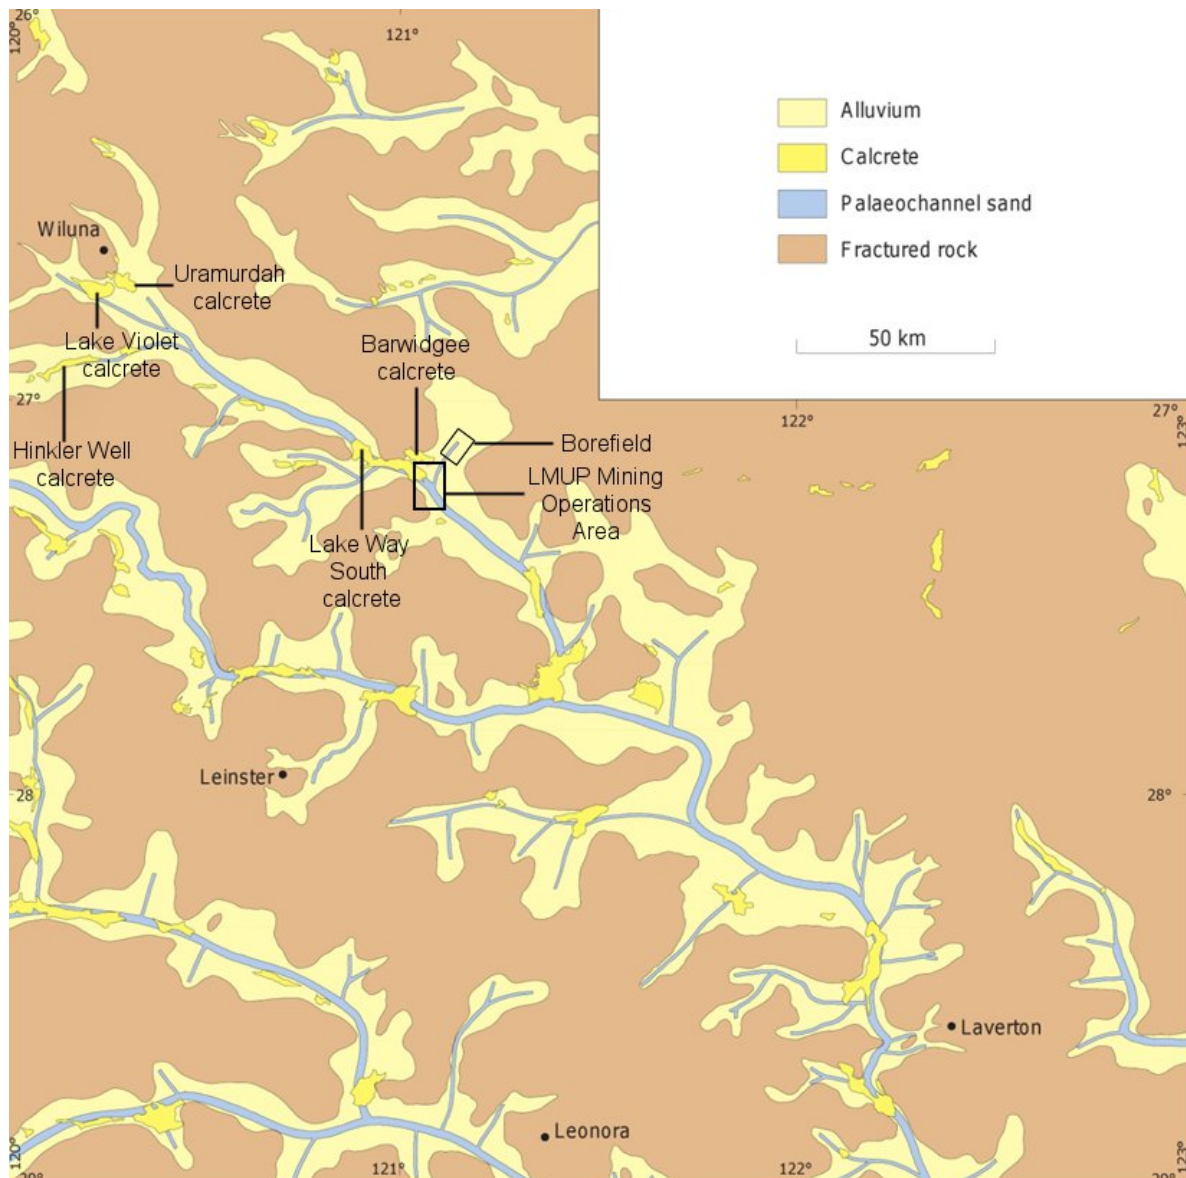 26°
120°
121°
Alluvium
Calcrete
Palaeochannel sand
Fractured rock
Wiluna
Uramurdah
calcrete
50 km
Lake Violet
calcrete
Barwidgee
calcrete
27°
122°
27°
123°
Hinkler Well
calcrete
Borefield
LMUP Mining
Operations
Area
Lake Way
South
calcrete
Leinster
28
28°
Laverton
Leonora
120°
121°
122°
123°